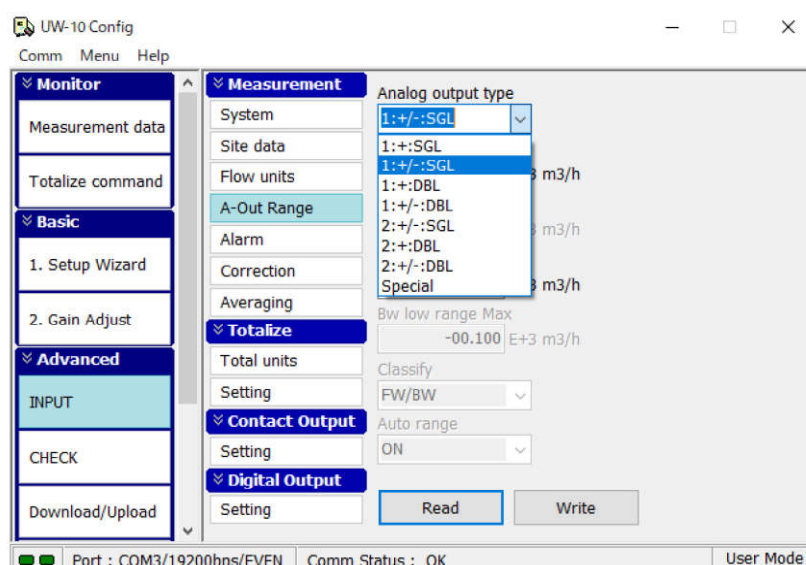 UW-10 Config
Comm Menu Help
Monitor
Measurement data
Totalize command
Basic
1. Setup Wizard
2. Gain Adjust
Advanced
INPUT
CHECK
Download/Upload
Measurement
System
Site data
Flow units
A-Out Range
Alarm
Correction
Averaging
Totalize
Total units
Setting
Contact Output
Setting
Digital Output
Setting
Analog output type
1:+/-:SGL
1:+:SGL
1:+/-:SGL
1:+:DBL
1:+/-:DBL
2:+/-:SGL
2:+:DBL
2:+/-:DBL
Special
3 m3/h
3 m3/h
3 m3/h
Bw low range Max
-00.100 E+3 m3/h
Classify
FW/BW
Auto range
ON
Read Write
Port : COM3/19200bps/EVEN Comm Status : OK User Mode